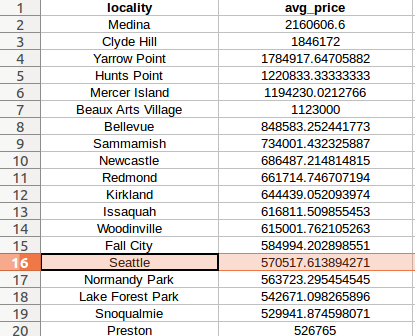 1 locality avg_price
2 Medina 2160606.6
3 Clyde Hill 1846172
4 Yarrow Point 1784917.64705882
5 Hunts Point 1220833.33333333
6 Mercer Island 1194230.0212766
7 Beaux Arts Village 1123000
8 Bellevue 848583.252441773
9 Sammamish 734001.432325887
10 Newcastle 686487.214814815
11 Redmond 661714.746707194
12 Kirkland 644439.052093974
13 Issaquah 616811.509855453
14 Woodinville 615001.762105263
15 Fall City 584994.202898551
16 Seattle 570517.613894271
17 Normandy Park 563723.295454545
18 Lake Forest Park 542671.098265896
19 Snoqualmie 529941.874598071
20 Preston 526765